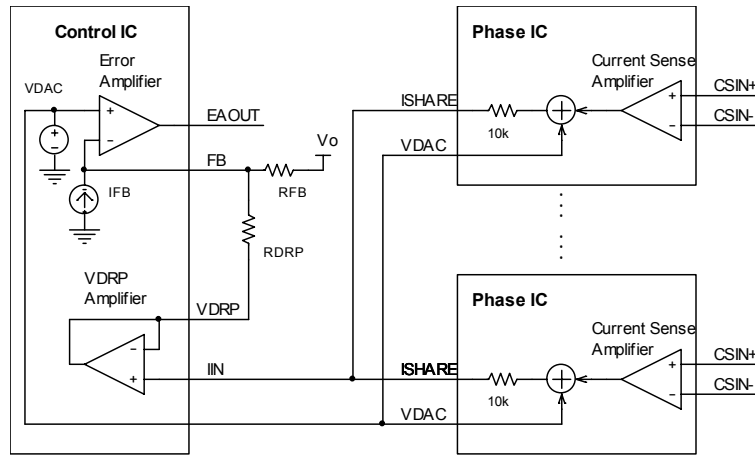 Control IC
VDAC
Error
Amplifier
+
-
EAOUT
+
-
FB
Vo
IFB
RFB
RDRP
VDRP
Amplifier
VDRP
-
+
IIN
Phase IC
Current Sense
Amplifier
CSIN+
CSIN-
+
-
ISHARE
10k
VDAC
Phase IC
Current Sense
Amplifier
CSIN+
CSIN-
+
-
ISHARE
10k
VDAC